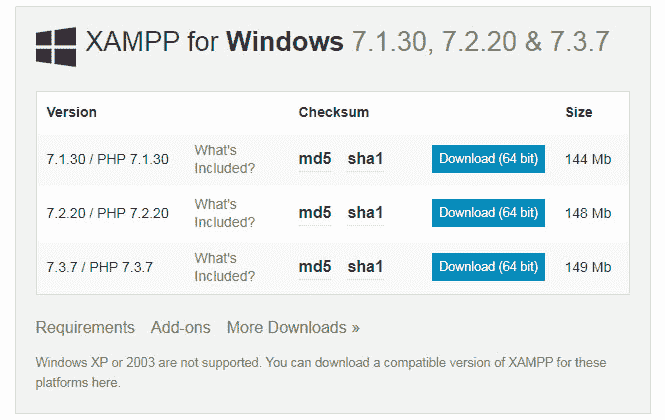 XAMPP for Windows 7.1.30, 7.2.20 & 7.3.7
Version Checksum Size
7.1.30 / PHP 7.1.30 What's Included? md5 sha1 Download (64 bit) 144 Mb
7.2.20 / PHP 7.2.20 What's Included? md5 sha1 Download (64 bit) 148 Mb
7.3.7 / PHP 7.3.7 What's Included? md5 sha1 Download (64 bit) 149 Mb
Requirements Add-ons More Downloads »
Windows XP or 2003 are not supported. You can download a compatible version of XAMPP for these
platforms here.